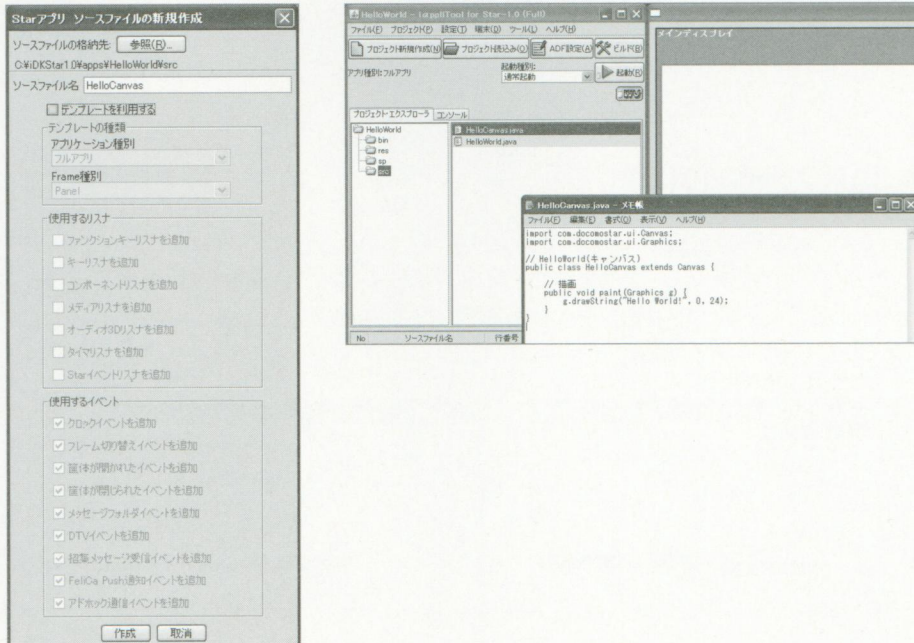 Starアプリ ソースファイルの新規作成
ソースファイルの格納先: 参照(R)...
C:¥iDKStar1.0¥apps¥HelloWorld¥src
ソースファイル名 HelloCanvas
テンプレートを利用する
テンプレートの種類
アプリケーション種別
フルアプリ
Frame種別
Panel
使用するリスナ
ファンクションキーリスナを追加
キーリスナを追加
コンポーネントリスナを追加
メディアリスナを追加
オーディオ3Dリスナを追加
タイマリスナを追加
Starイベントリスナを追加
使用するイベント
クロックイベントを追加
フレーム切り替えイベントを追加
筐体が開かれたイベントを追加
筐体が閉じられたイベントを追加
メッセージフォルダイベントを追加
DTVイベントを追加
招集メッセージ受信イベントを追加
FeliCa Push通知イベントを追加
アドホック通信イベントを追加
作成 取消
HelloWorld - iαppliTool for Star-1.0 (Full)
ファイル(F) プロジェクト(P) 設定(T) 端末(D) ツール(L) ヘルプ(H)
プロジェクト新規作成(N) プロジェクト読込み(O) ADF設定(A) ビルド(B)
アプリ種別: フルアプリ
起動種別:
通常起動
起動(R)
プロジェクト・エクスプローラ コンソール
HelloWorld
bin
res
sp
src
HelloCanvas.java
HelloWorld.java
No ソースファイル名 行番号
メインディスプレイ
HelloCanvas.java - メモ帳
ファイル(F) 編集(E) 書式(O) 表示(V) ヘルプ(H)
import com.docomostar.ui.Canvas;
import com.docomostar.ui.Graphics;
// HelloWorld(キャンバス)
public class HelloCanvas extends Canvas {
// 描画
public void paint(Graphics g) {
g.drawString("Hello World!", 0, 24);
}
}